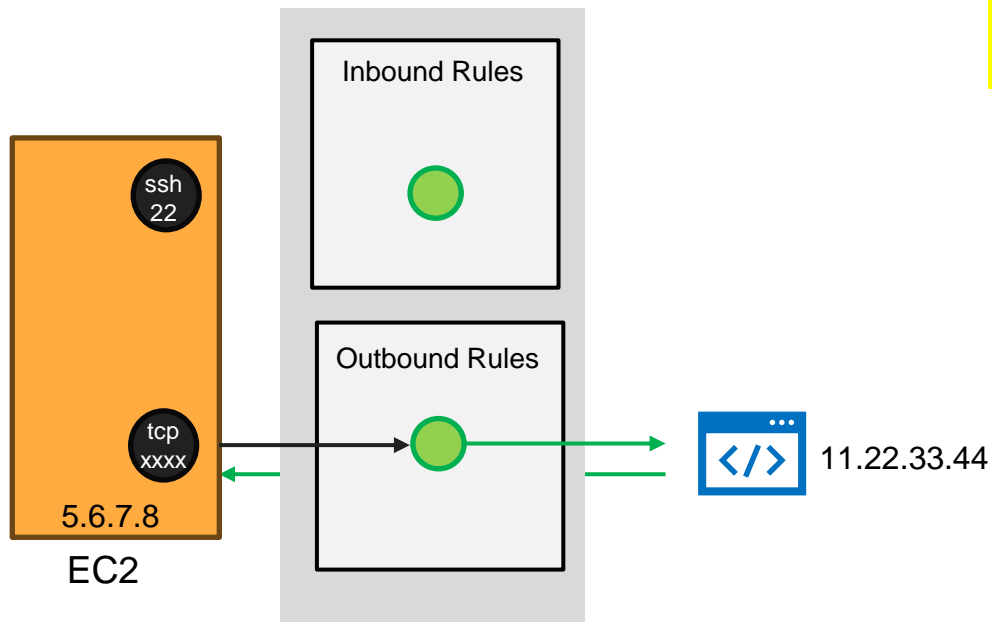 Inbound Rules
ssh
22
Outbound Rules
tcp
xxxx
</> 11.22.33.44
5.6.7.8
EC2